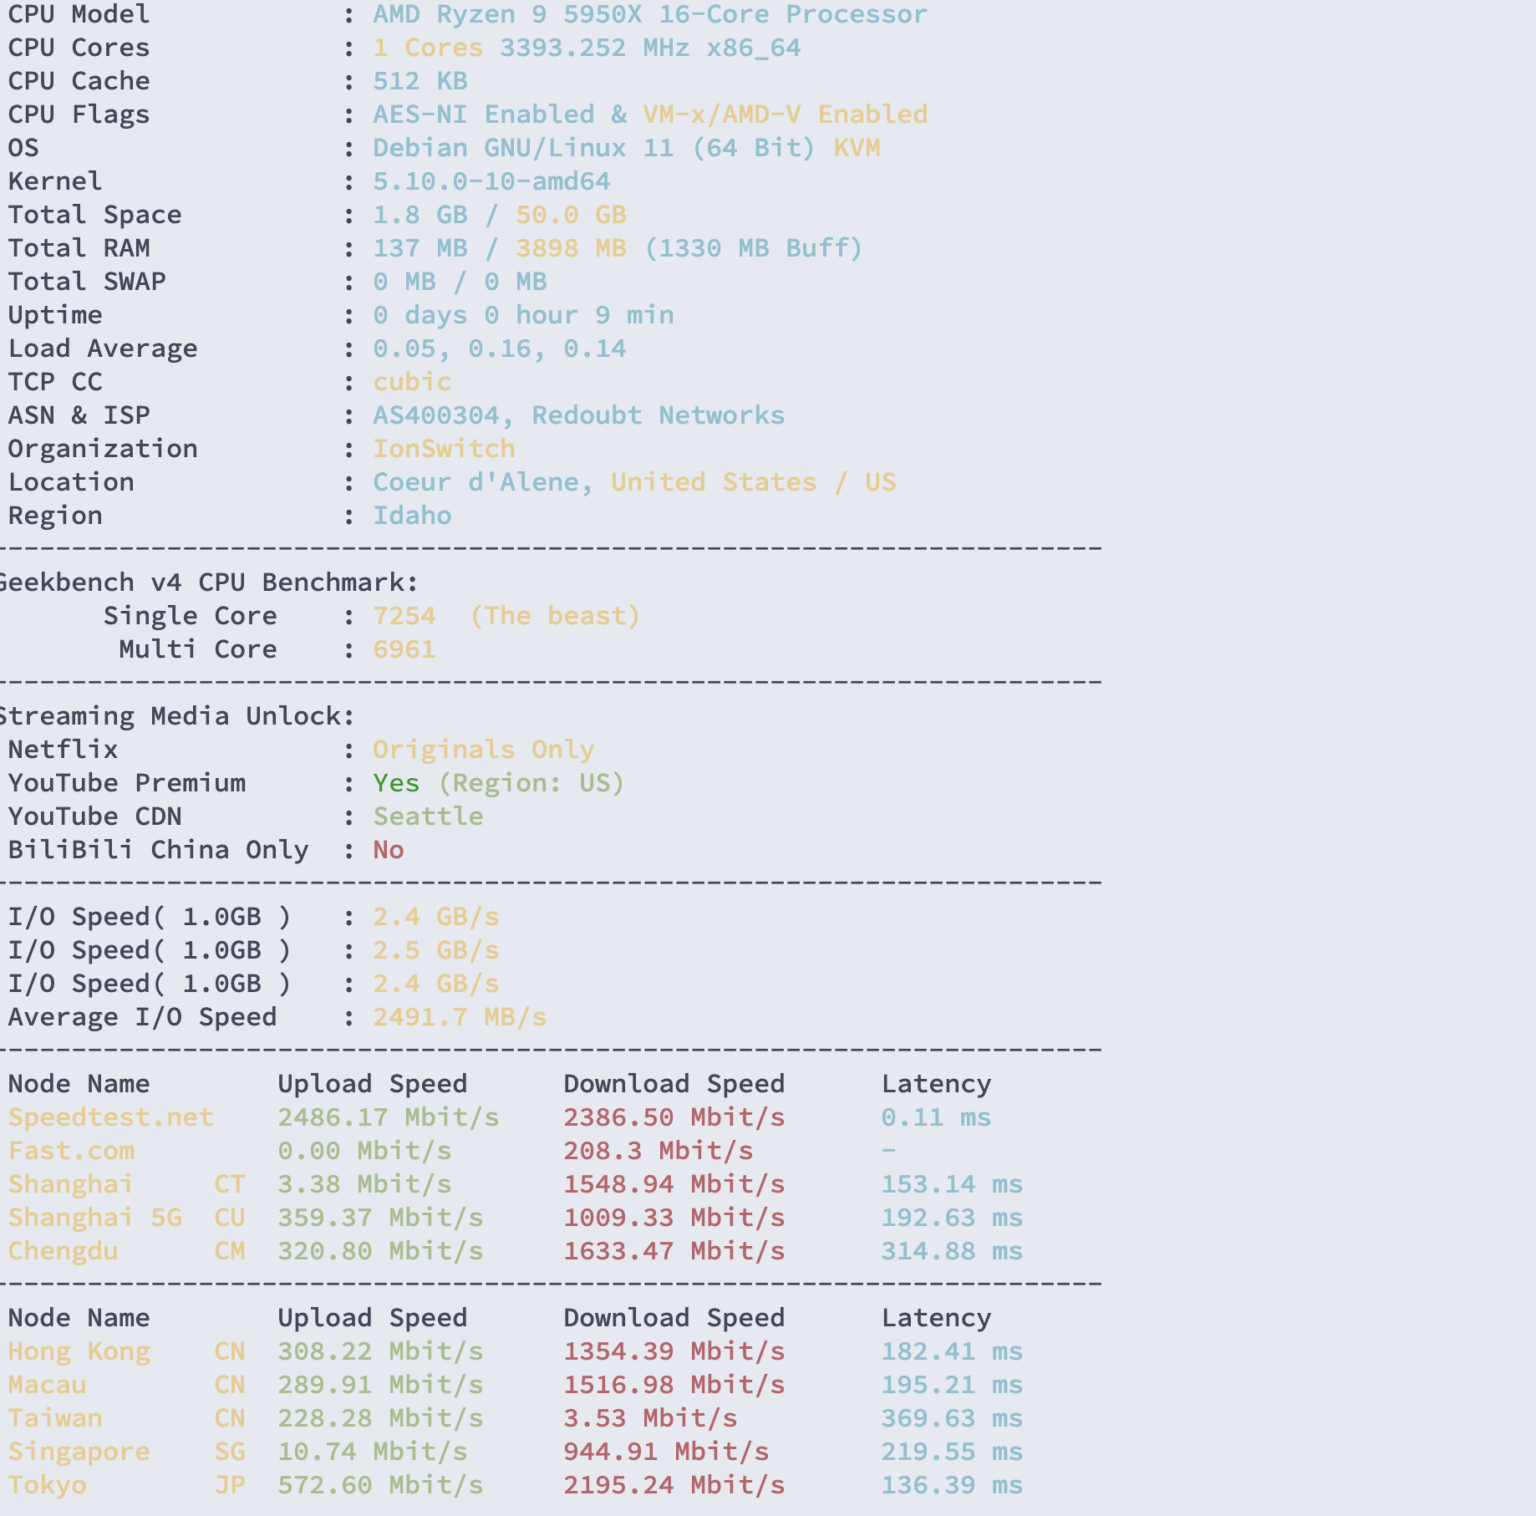 CPU Model : AMD Ryzen 9 5950X 16-Core Processor
CPU Cores : 1 Cores 3393.252 MHz x86_64
CPU Cache : 512 KB
CPU Flags : AES-NI Enabled & VM-x/AMD-V Enabled
OS : Debian GNU/Linux 11 (64 Bit) KVM
Kernel : 5.10.0-10-amd64
Total Space : 1.8 GB / 50.0 GB
Total RAM : 137 MB / 3898 MB (1330 MB Buff)
Total SWAP : 0 MB / 0 MB
Uptime : 0 days 0 hour 9 min
Load Average : 0.05, 0.16, 0.14
TCP CC : cubic
ASN & ISP : AS400304, Redoubt Networks
Organization : IonSwitch
Location : Coeur d'Alene, United States / US
Region : Idaho
----------------------------------------------------------------------
Geekbench v4 CPU Benchmark:
Single Core : 7254 (The beast)
Multi Core : 6961
----------------------------------------------------------------------
Streaming Media Unlock:
Netflix : Originals Only
YouTube Premium : Yes (Region: US)
YouTube CDN : Seattle
BiliBili China Only : No
----------------------------------------------------------------------
I/O Speed( 1.0GB ) : 2.4 GB/s
I/O Speed( 1.0GB ) : 2.5 GB/s
I/O Speed( 1.0GB ) : 2.4 GB/s
Average I/O Speed : 2491.7 MB/s
----------------------------------------------------------------------
Node Name Upload Speed Download Speed Latency
Speedtest.net 2486.17 Mbit/s 2386.50 Mbit/s 0.11 ms
Fast.com 0.00 Mbit/s 208.3 Mbit/s -
Shanghai CT 3.38 Mbit/s 1548.94 Mbit/s 153.14 ms
Shanghai 5G CU 359.37 Mbit/s 1009.33 Mbit/s 192.63 ms
Chengdu CM 320.80 Mbit/s 1633.47 Mbit/s 314.88 ms
----------------------------------------------------------------------
Node Name Upload Speed Download Speed Latency
Hong Kong CN 308.22 Mbit/s 1354.39 Mbit/s 182.41 ms
Macau CN 289.91 Mbit/s 1516.98 Mbit/s 195.21 ms
Taiwan CN 228.28 Mbit/s 3.53 Mbit/s 369.63 ms
Singapore SG 10.74 Mbit/s 944.91 Mbit/s 219.55 ms
Tokyo JP 572.60 Mbit/s 2195.24 Mbit/s 136.39 ms